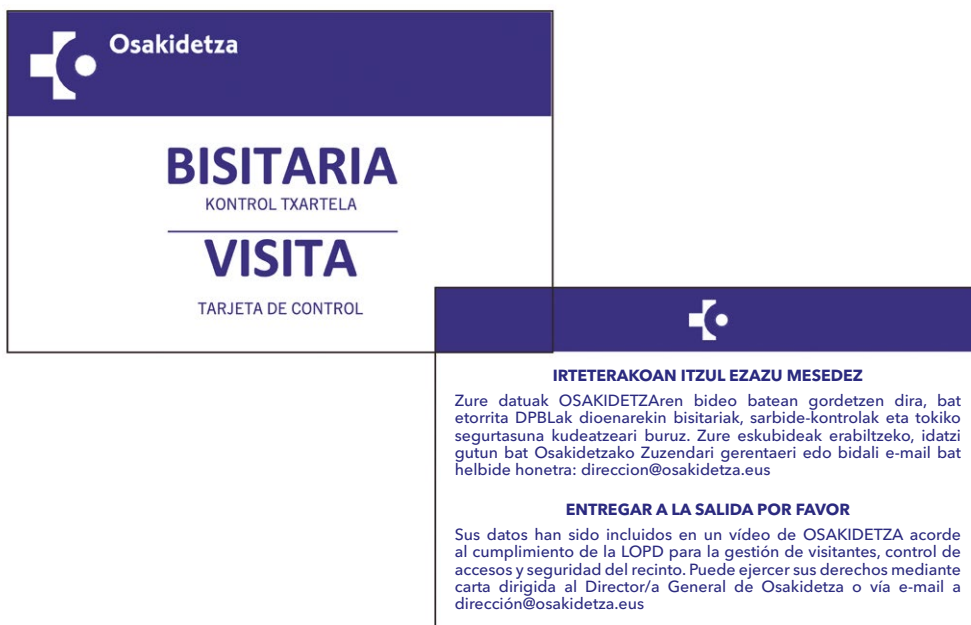 Osakidetza
BISITARIA
KONTROL TXARTELA
VISITA
TARJETA DE CONTROL
IRTETERAKOAN ITZUL EZAZU MESEDEZ
Zure datuak OSAKIDETZAren bideo batean gordetzen dira, bat
etorrita DPBLak dioenarekin bisitariak, sarbide-kontrolak eta tokiko
segurtasuna kudeatzeari buruz. Zure eskubideak erabiltzeko, idatzi
gutun bat Osakidetzako Zuzendari gerentaeri edo bidali e-mail bat
helbide honetra: direccion@osakidetza.eus
ENTREGAR A LA SALIDA POR FAVOR
Sus datos han sido incluidos en un vídeo de OSAKIDETZA acorde
al cumplimiento de la LOPD para la gestión de visitantes, control de
accesos y seguridad del recinto. Puede ejercer sus derechos mediante
carta dirigida al Director/a General de Osakidetza o vía e-mail a
dirección@osakidetza.eus